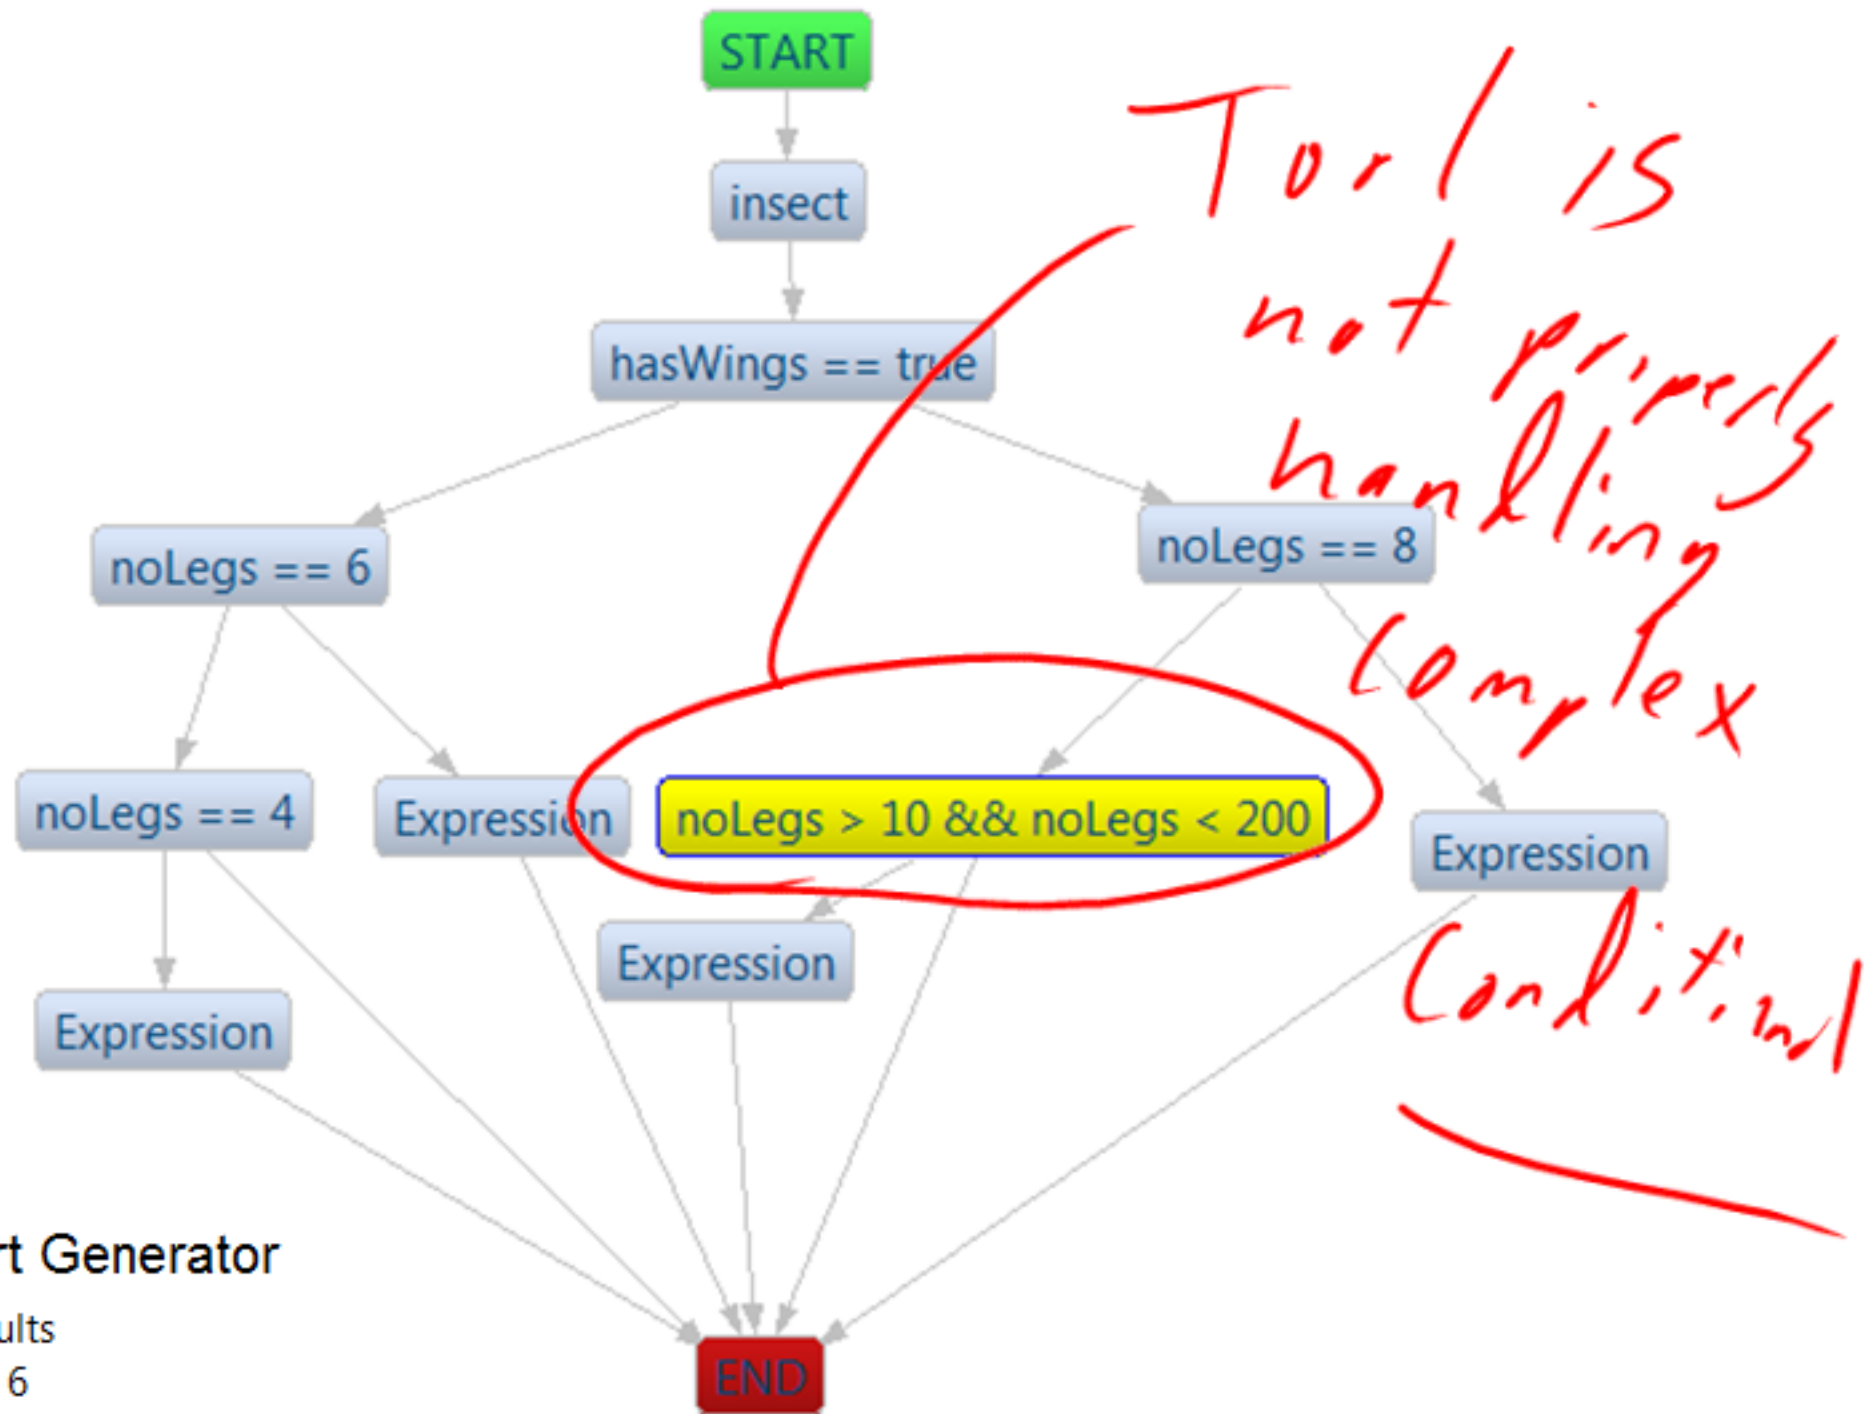 START
insect
hasWings == true
noLegs == 6
noLegs == 8
noLegs == 4
Expression
noLegs > 10 && noLegs < 200
Expression
Expression
Expression
END
Tool is
not properly
handling
complex
Conditional
rt Generator
ults
6